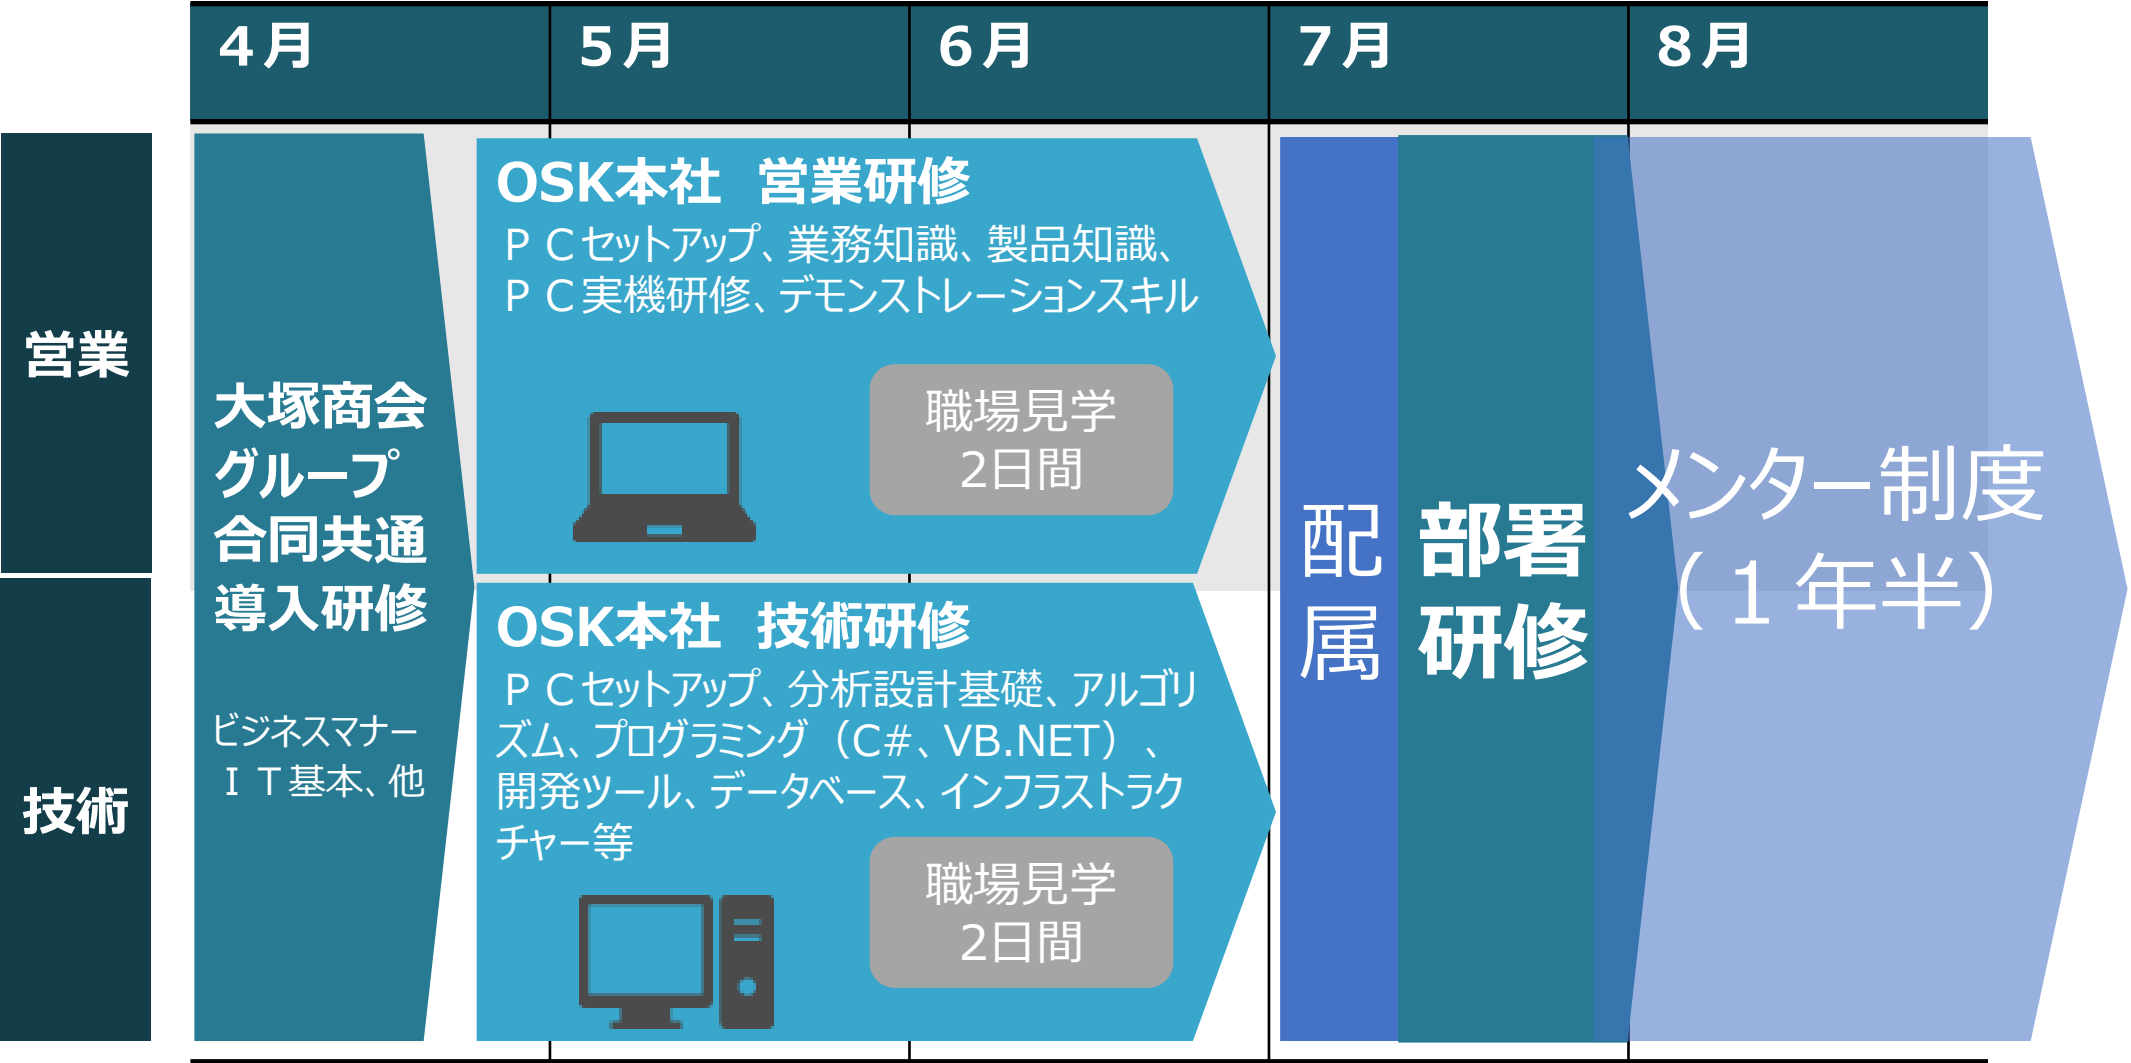 ４月
５月
６月
７月
８月
営業
技術
大塚商会
グループ
合同共通
導入研修
ビジネスマナー
ＩＴ基本、他
OSK本社　営業研修
ＰＣセットアップ、業務知識、製品知識、
ＰＣ実機研修、デモンストレーションスキル
職場見学
2日間
OSK本社　技術研修
ＰＣセットアップ、分析設計基礎、アルゴリ
ズム、プログラミング（C#、VB.NET）、
開発ツール、データベース、インフラストラク
チャー等
職場見学
2日間
配
属
部署
研修
メンター制度
（１年半）